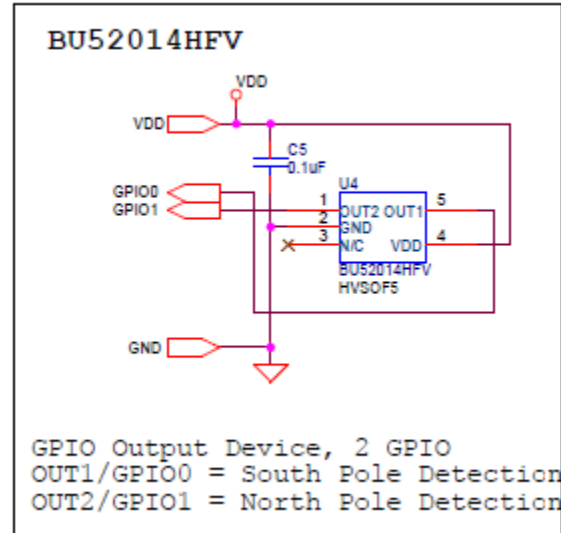 BU52014HFV
VDD
VDD
C5
0.1uF
GPIO0
GPIO1
U4
1 OUT2 OUT1 5
2 GND
3 N/C VDD 4
BU52014HFV
HVSOF5
GND
GPIO Output Device, 2 GPIO
OUT1/GPIO0 = South Pole Detection
OUT2/GPIO1 = North Pole Detection